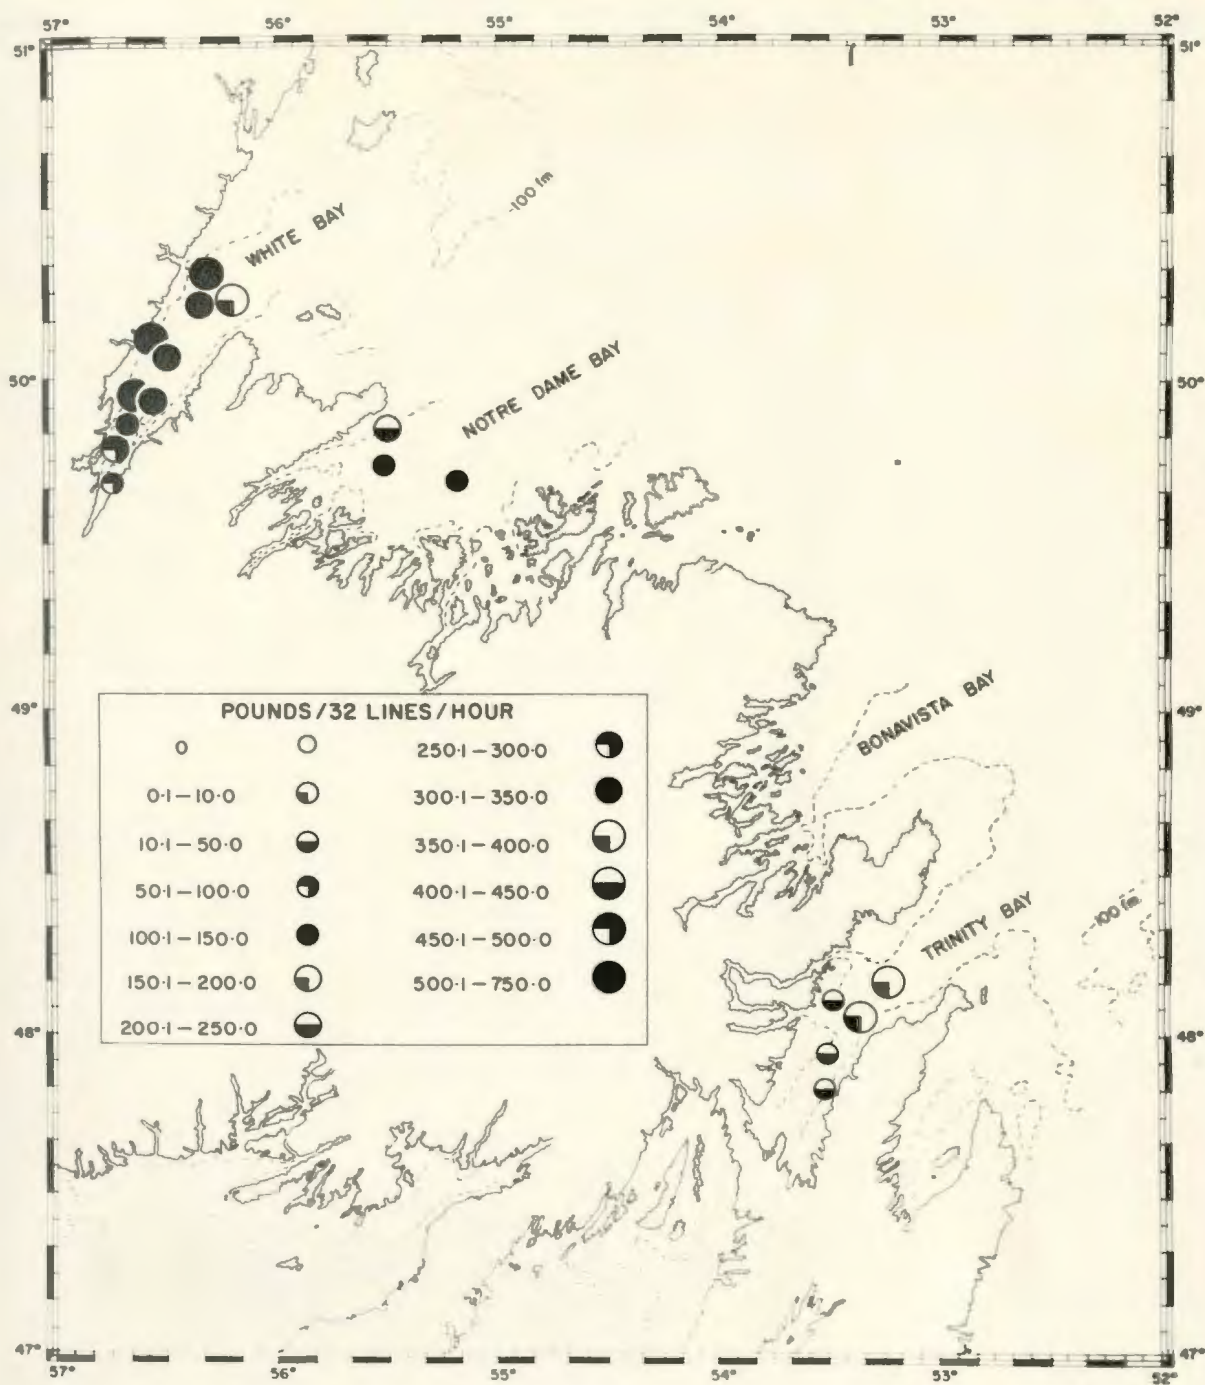 57° 56° 55° 54° 53° 52°
51° 51°
-100 fm
WHITE BAY
50° 50°
NOTRE DAME BAY
49° 49°
BONAVISTA BAY
POUNDS/32 LINES/HOUR
0 250·1-300·0
0·1-10·0 300·1-350·0
10·1-50·0 350·1-400·0
50·1-100·0 400·1-450·0
100·1-150·0 450·1-500·0
150·1-200·0 500·1-750·0
200·1-250·0
TRINITY BAY
-100 fm
48° 48°
47° 47°
57° 56° 55° 54° 53° 52°